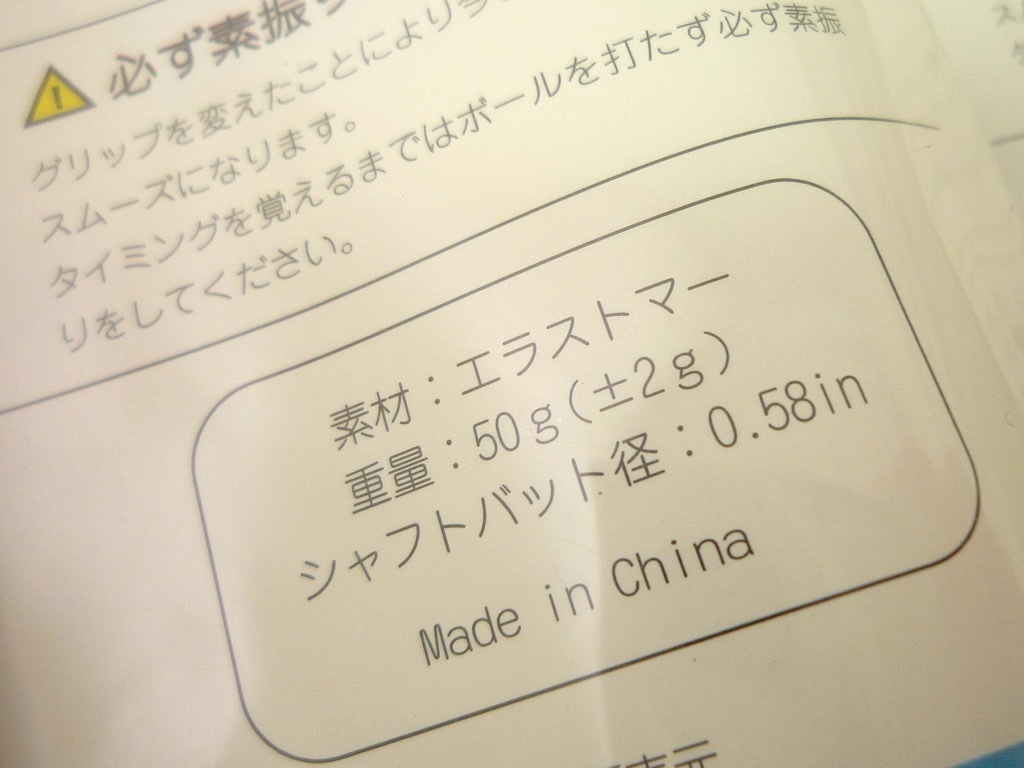 必ず素振り
グリップを変えたことにより
スムーズになります。
タイミングを覚えるまではボールを打たず必ず素振
りをしてください。
素材：エラストマー
重量：50g(±2g)
シャフトバット径：0.58in
Made in China
表示